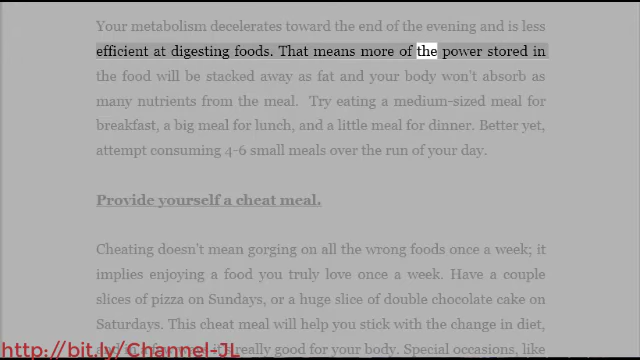 Your metabolism decelerates toward the end of the evening and is less
efficient at digesting foods. That means more of the power stored in
the food will be stacked away as fat and your body won't absorb as
many nutrients from the meal. Try eating a medium-sized meal for
breakfast, a big meal for lunch, and a little meal for dinner. Better yet,
attempt consuming 4-6 small meals over the run of your day.
Provide yourself a cheat meal.
Cheating doesn't mean gorging on all the wrong foods once a week; it
implies enjoying a food you truly love once a week. Have a couple
slices of pizza on Sundays, or a huge slice of double chocolate cake on
Saturdays. This cheat meal will help you stick with the change in diet,
really good for your body. Special occasions, like
http://bit.ly/Channel-JL